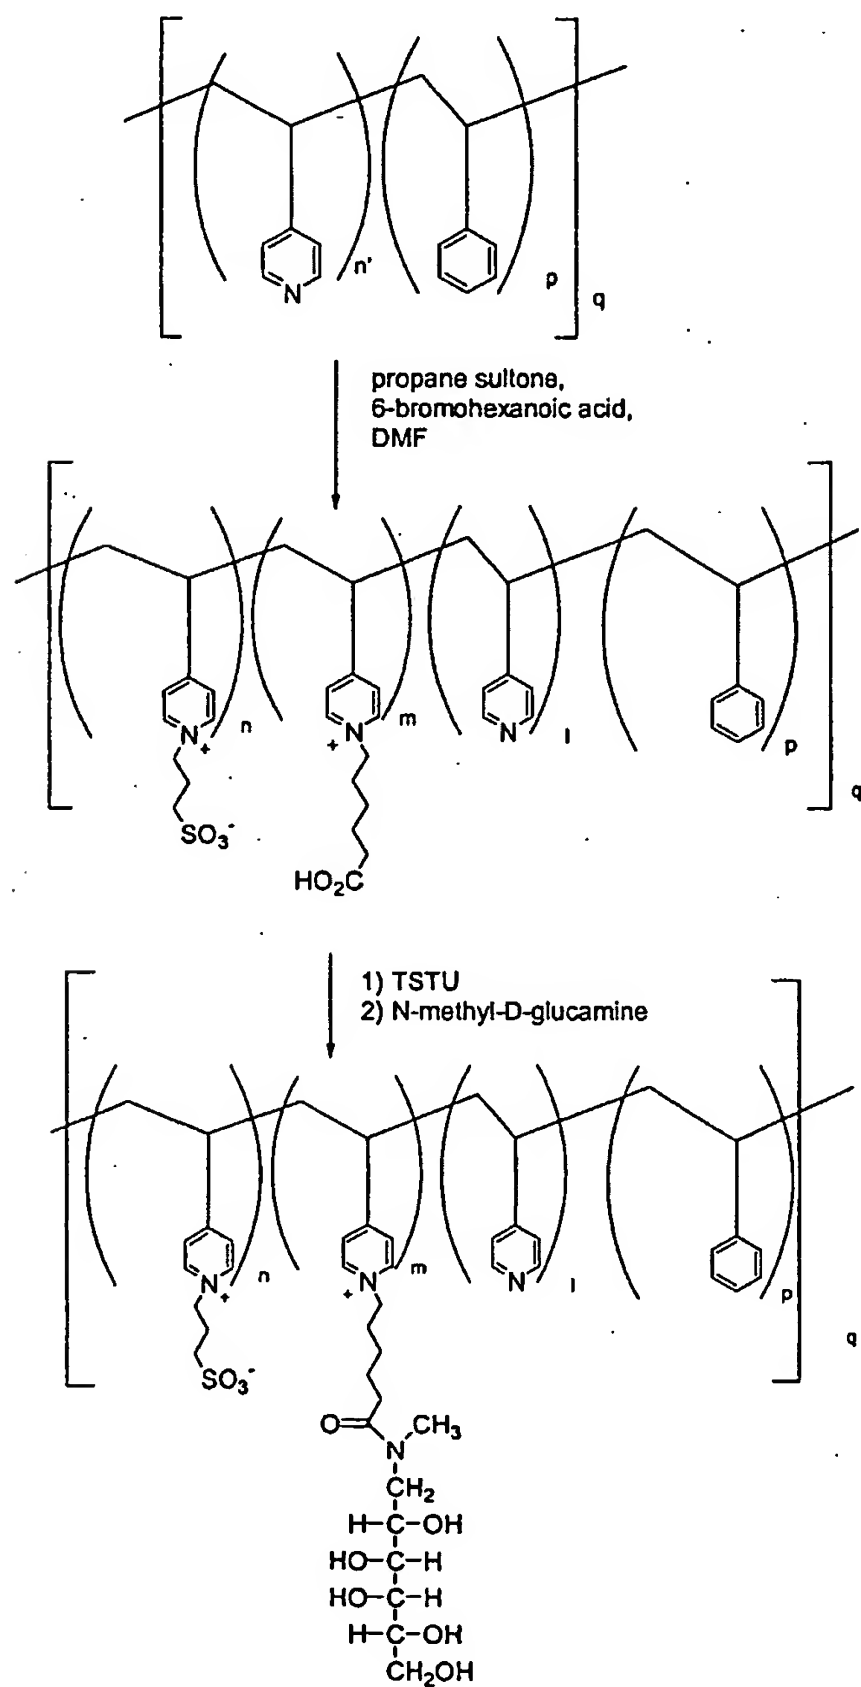 n'
p
q
N
propane sultone,
6-bromohexanoic acid,
DMF
n
m
l
p
q
N+
+N
N
SO3-
HO2C
1) TSTU
2) N-methyl-D-glucamine
n
m
l
p
q
N+
+N
N
SO3-
O
CH3
N
CH2
H-C-OH
HO-C-H
HO-C-H
H-C-OH
CH2OH